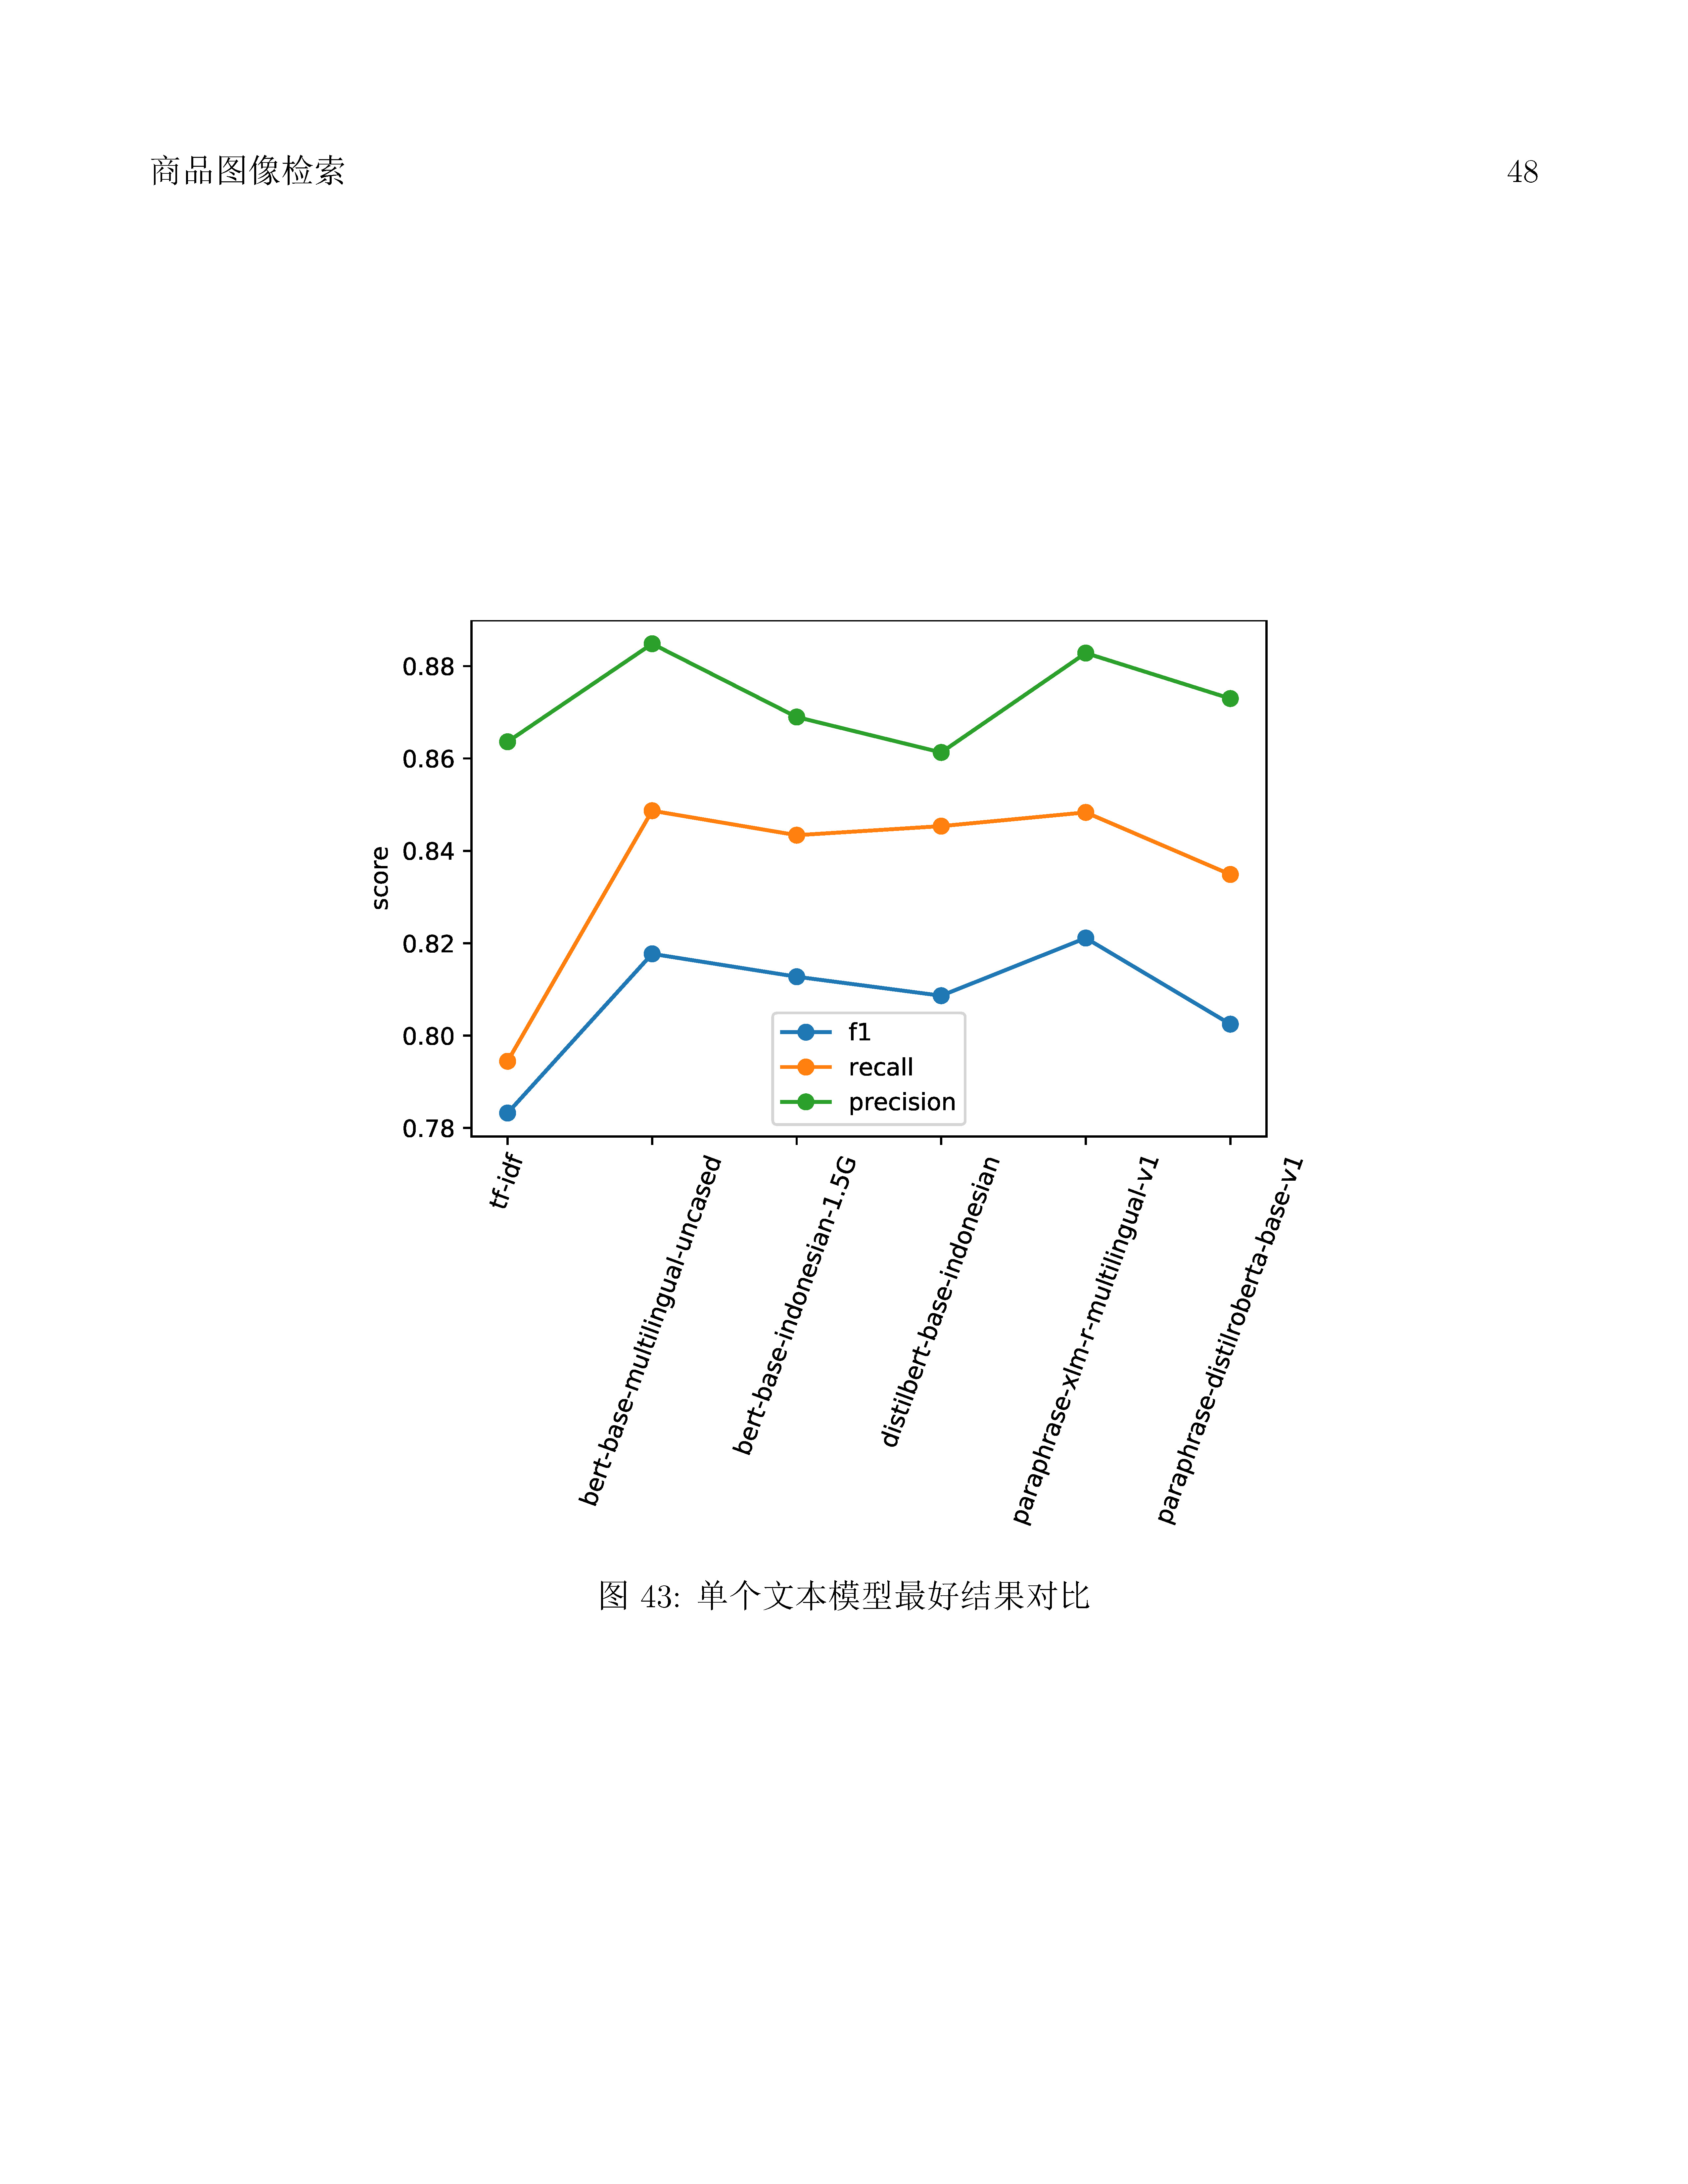 商品图像检索 48
0.88
0.86
0.84
0.82
0.80
0.78
score
f1
recall
precision
tf-idf
bert-base-multilingual-uncased
bert-base-indonesian-1.5G
distilbert-base-indonesian
paraphrase-xlm-r-multilingual-v1
paraphrase-distilroberta-base-v1
图 43: 单个文本模型最好结果对比